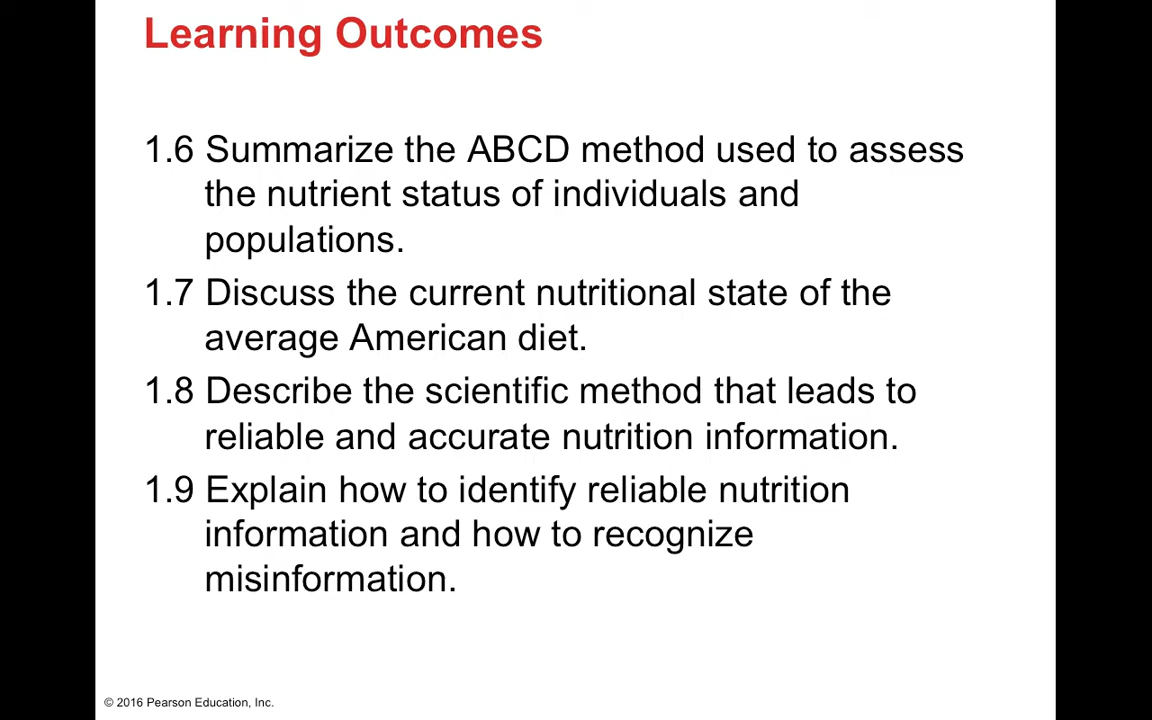 Learning Outcomes
1.6 Summarize the ABCD method used to assess
the nutrient status of individuals and
populations.
1.7 Discuss the current nutritional state of the
average American diet.
1.8 Describe the scientific method that leads to
reliable and accurate nutrition information.
1.9 Explain how to identify reliable nutrition
information and how to recognize
misinformation.
© 2016 Pearson Education, Inc.